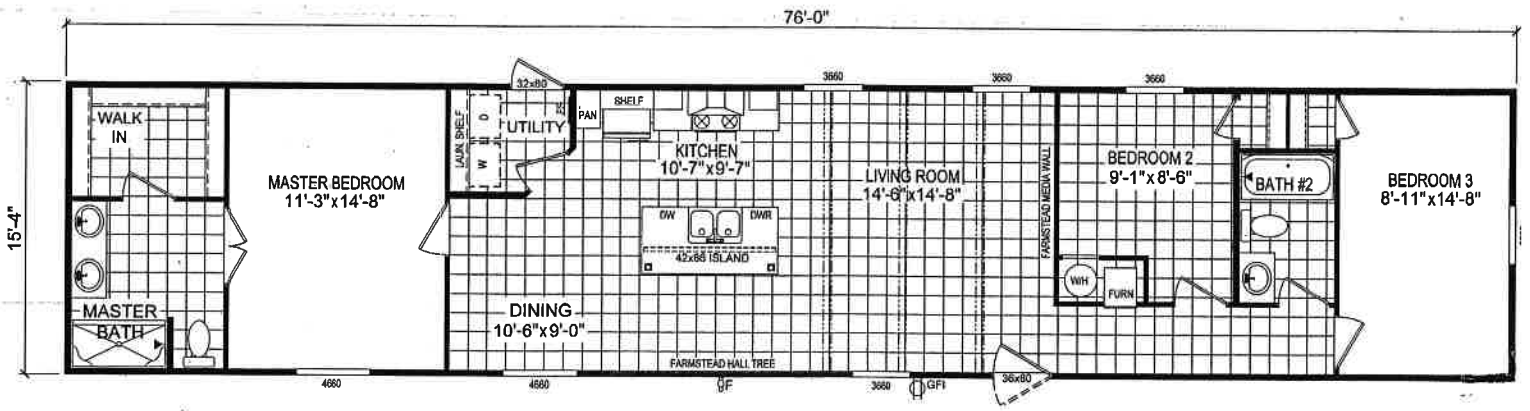 76'-0"
15'-4"
3660
3660
3660
32x80
WALK
IN
MASTER BEDROOM
11'-3"x14'-8"
LAUN. SHELF
D
W
UTILITY
PAN
SHELF
KITCHEN
10'-7"x9'-7"
LIVING ROOM
14'-6"x14'-8"
FARMSTEAD MEDIA WALL
BEDROOM 2
9'-1"x8'-6"
BATH #2
BEDROOM 3
8'-11"x14'-8"
DW
DWR
42x86 ISLAND
W/H
FURN
MASTER
BATH
DINING
10'-6"x9'-0"
FARMSTEAD HALL TREE
4660
4660
F
3660
GFI
36x80